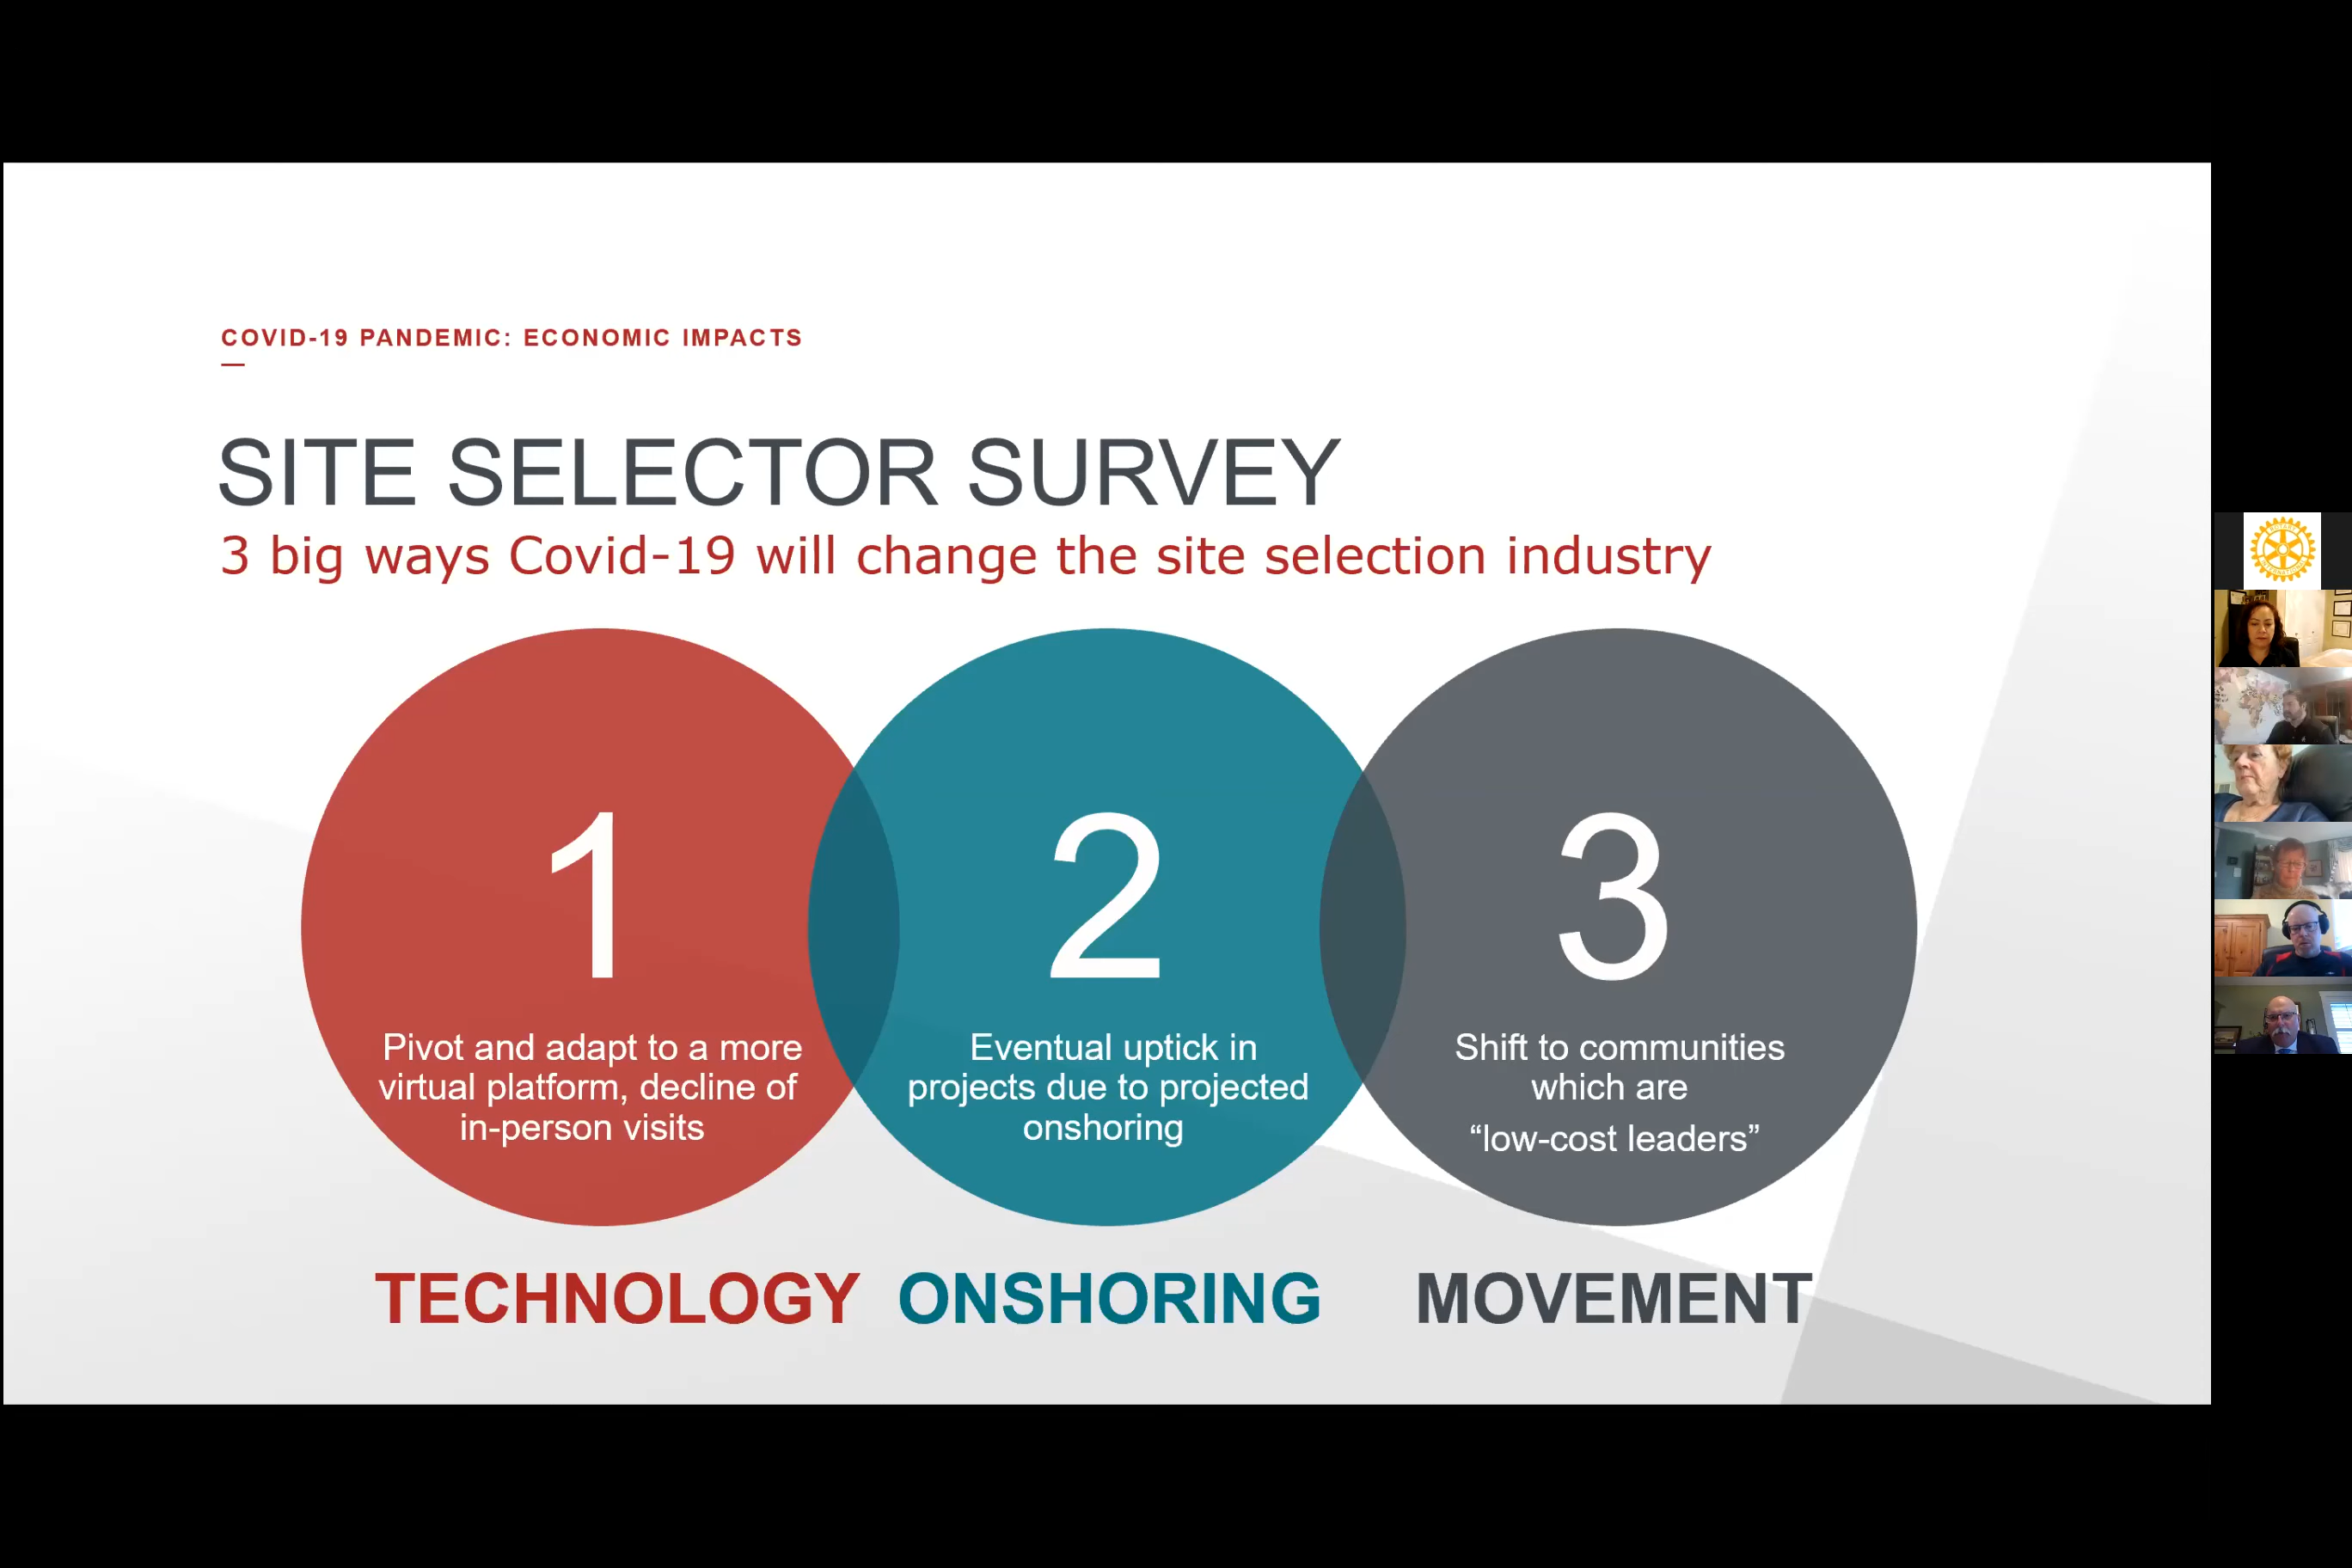 COVID-19 PANDEMIC: ECONOMIC IMPACTS
SITE SELECTOR SURVEY
3 big ways Covid-19 will change the site selection industry
1
Pivot and adapt to a more
virtual platform, decline of
in-person visits
2
Eventual uptick in
projects due to projected
onshoring
3
Shift to communities
which are
“low-cost leaders”
TECHNOLOGY
ONSHORING
MOVEMENT
ROTARY
INTERNATIONAL